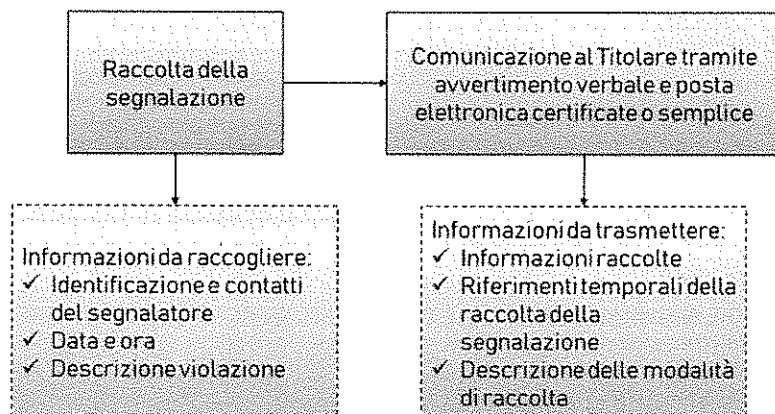 Raccolta della
segnalazione
Comunicazione al Titolare tramite
avvertimento verbale e posta
elettronica certificate o semplice
Informazioni da raccogliere:
✓ Identificazione e contatti
del segnalatore
✓ Data e ora
✓ Descrizione violazione
Informazioni da trasmettere:
✓ Informazioni raccolte
✓ Riferimenti temporali della
raccolta della
segnalazione
✓ Descrizione delle modalità
di raccolta